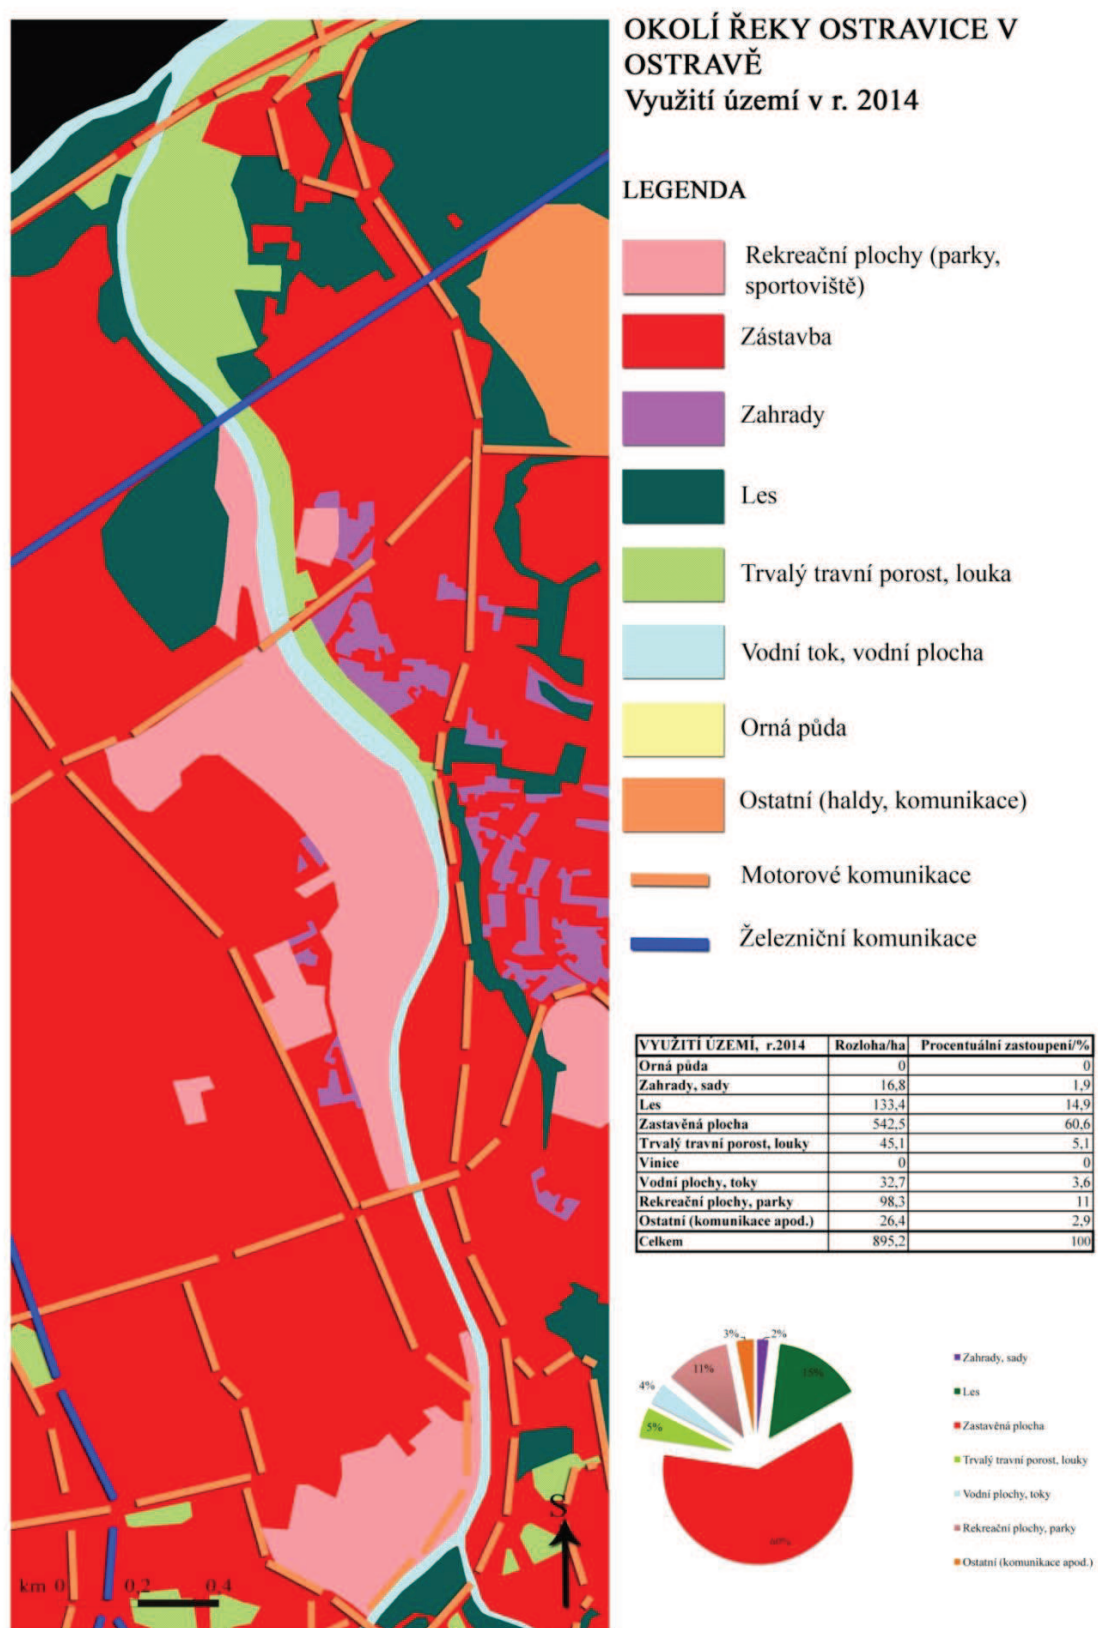 OKOLÍ ŘEKY OSTRAVICE V
OSTRAVĚ
Využití území v r. 2014
LEGENDA
Rekreační plochy (parky,
sportoviště)
Zástavba
Zahrady
Les
Trvalý travní porost, louka
Vodní tok, vodní plocha
Orná půda
Ostatní (haldy, komunikace)
Motorové komunikace
Železniční komunikace
VYUŽITÍ ÚZEMÍ, r.2014 Rozloha/ha Procentuální zastoupení/%
Orná půda 0 0
Zahrady, sady 16,8 1,9
Les 133,4 14,9
Zastavěná plocha 542,5 60,6
Trvalý travní porost, louky 45,1 5,1
Vinice 0 0
Vodní plochy, toky 32,7 3,6
Rekreační plochy, parky 98,3 11
Ostatní (komunikace apod.) 26,4 2,9
Celkem 895,2 100
3% 2%
11% 15%
4%
5%
60%
Zahrady, sady
Les
Zastavěná plocha
Trvalý travní porost, louky
Vodní plochy, toky
Rekreační plochy, parky
Ostatní (komunikace apod.)
S
km 0 0,2 0,4